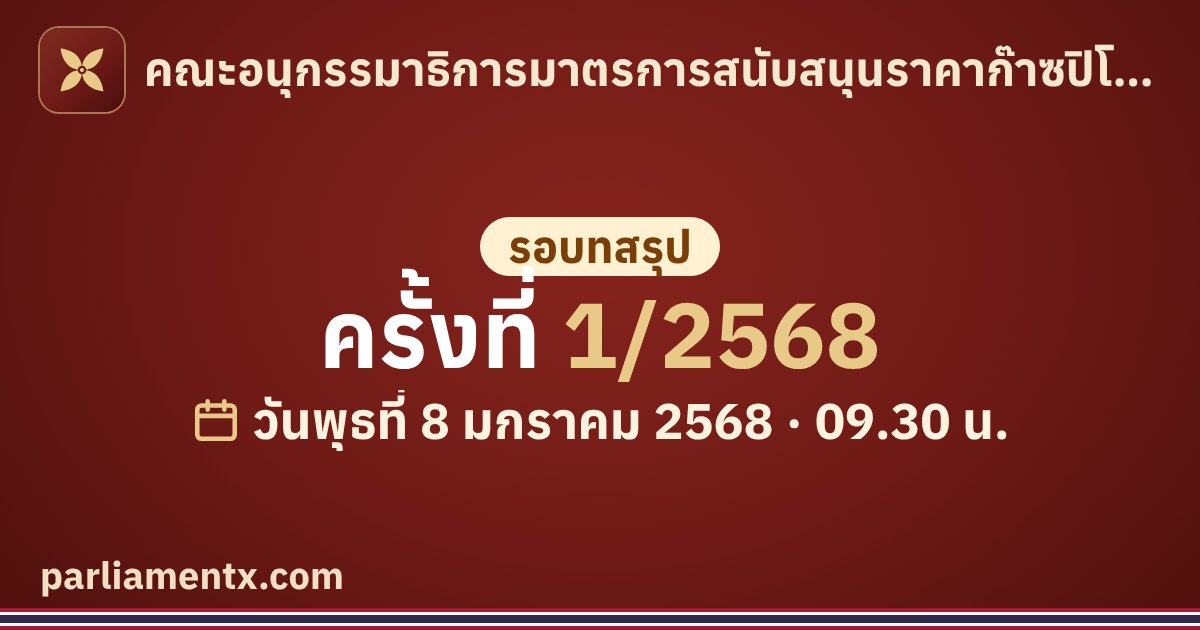 คณะอนุกรรมาธิการมาตรการสนับสนุนราคาก๊าซปิโ...
รอบทสรุป
ครั้งที่ 1/2568
วันพุธที่ 8 มกราคม 2568 · 09.30 น.
parliamentx.com